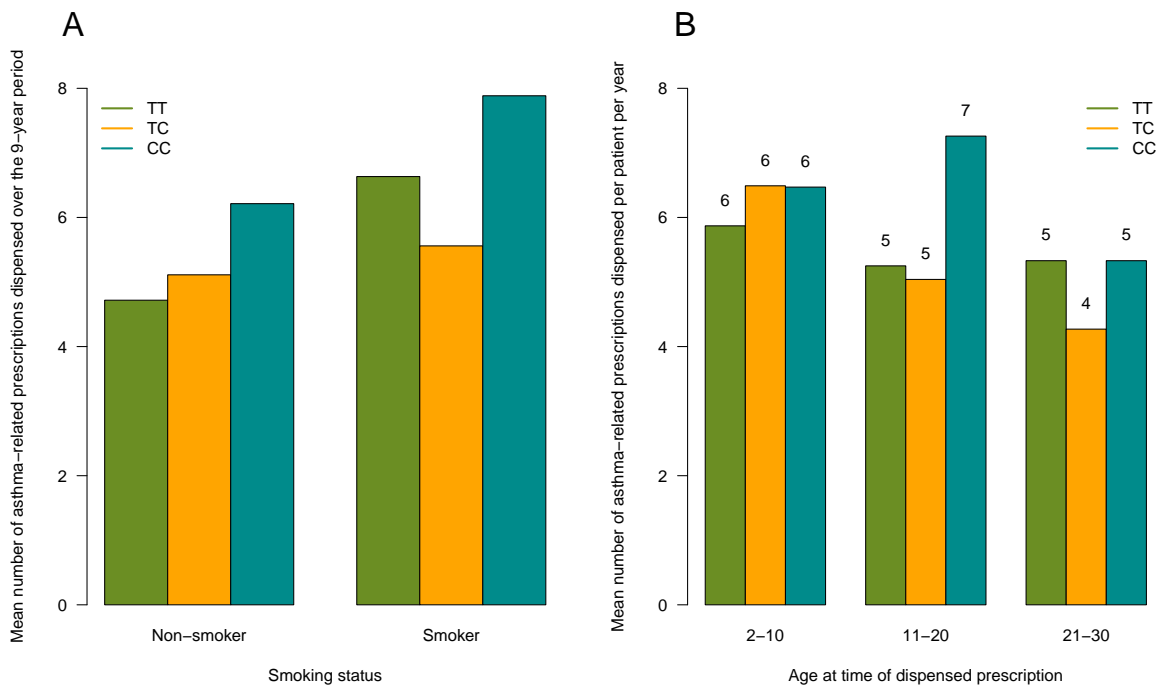 A
Mean number of asthma−related prescriptions dispensed over the 9−year period
8
6
4
2
0
TT
TC
CC
Non−smoker
Smoker
Smoking status
B
Mean number of asthma−related prescriptions dispensed per patient per year
8
6
4
2
0
TT
TC
CC
6
6
6
5
5
7
5
4
5
2−10
11−20
21−30
Age at time of dispensed prescription